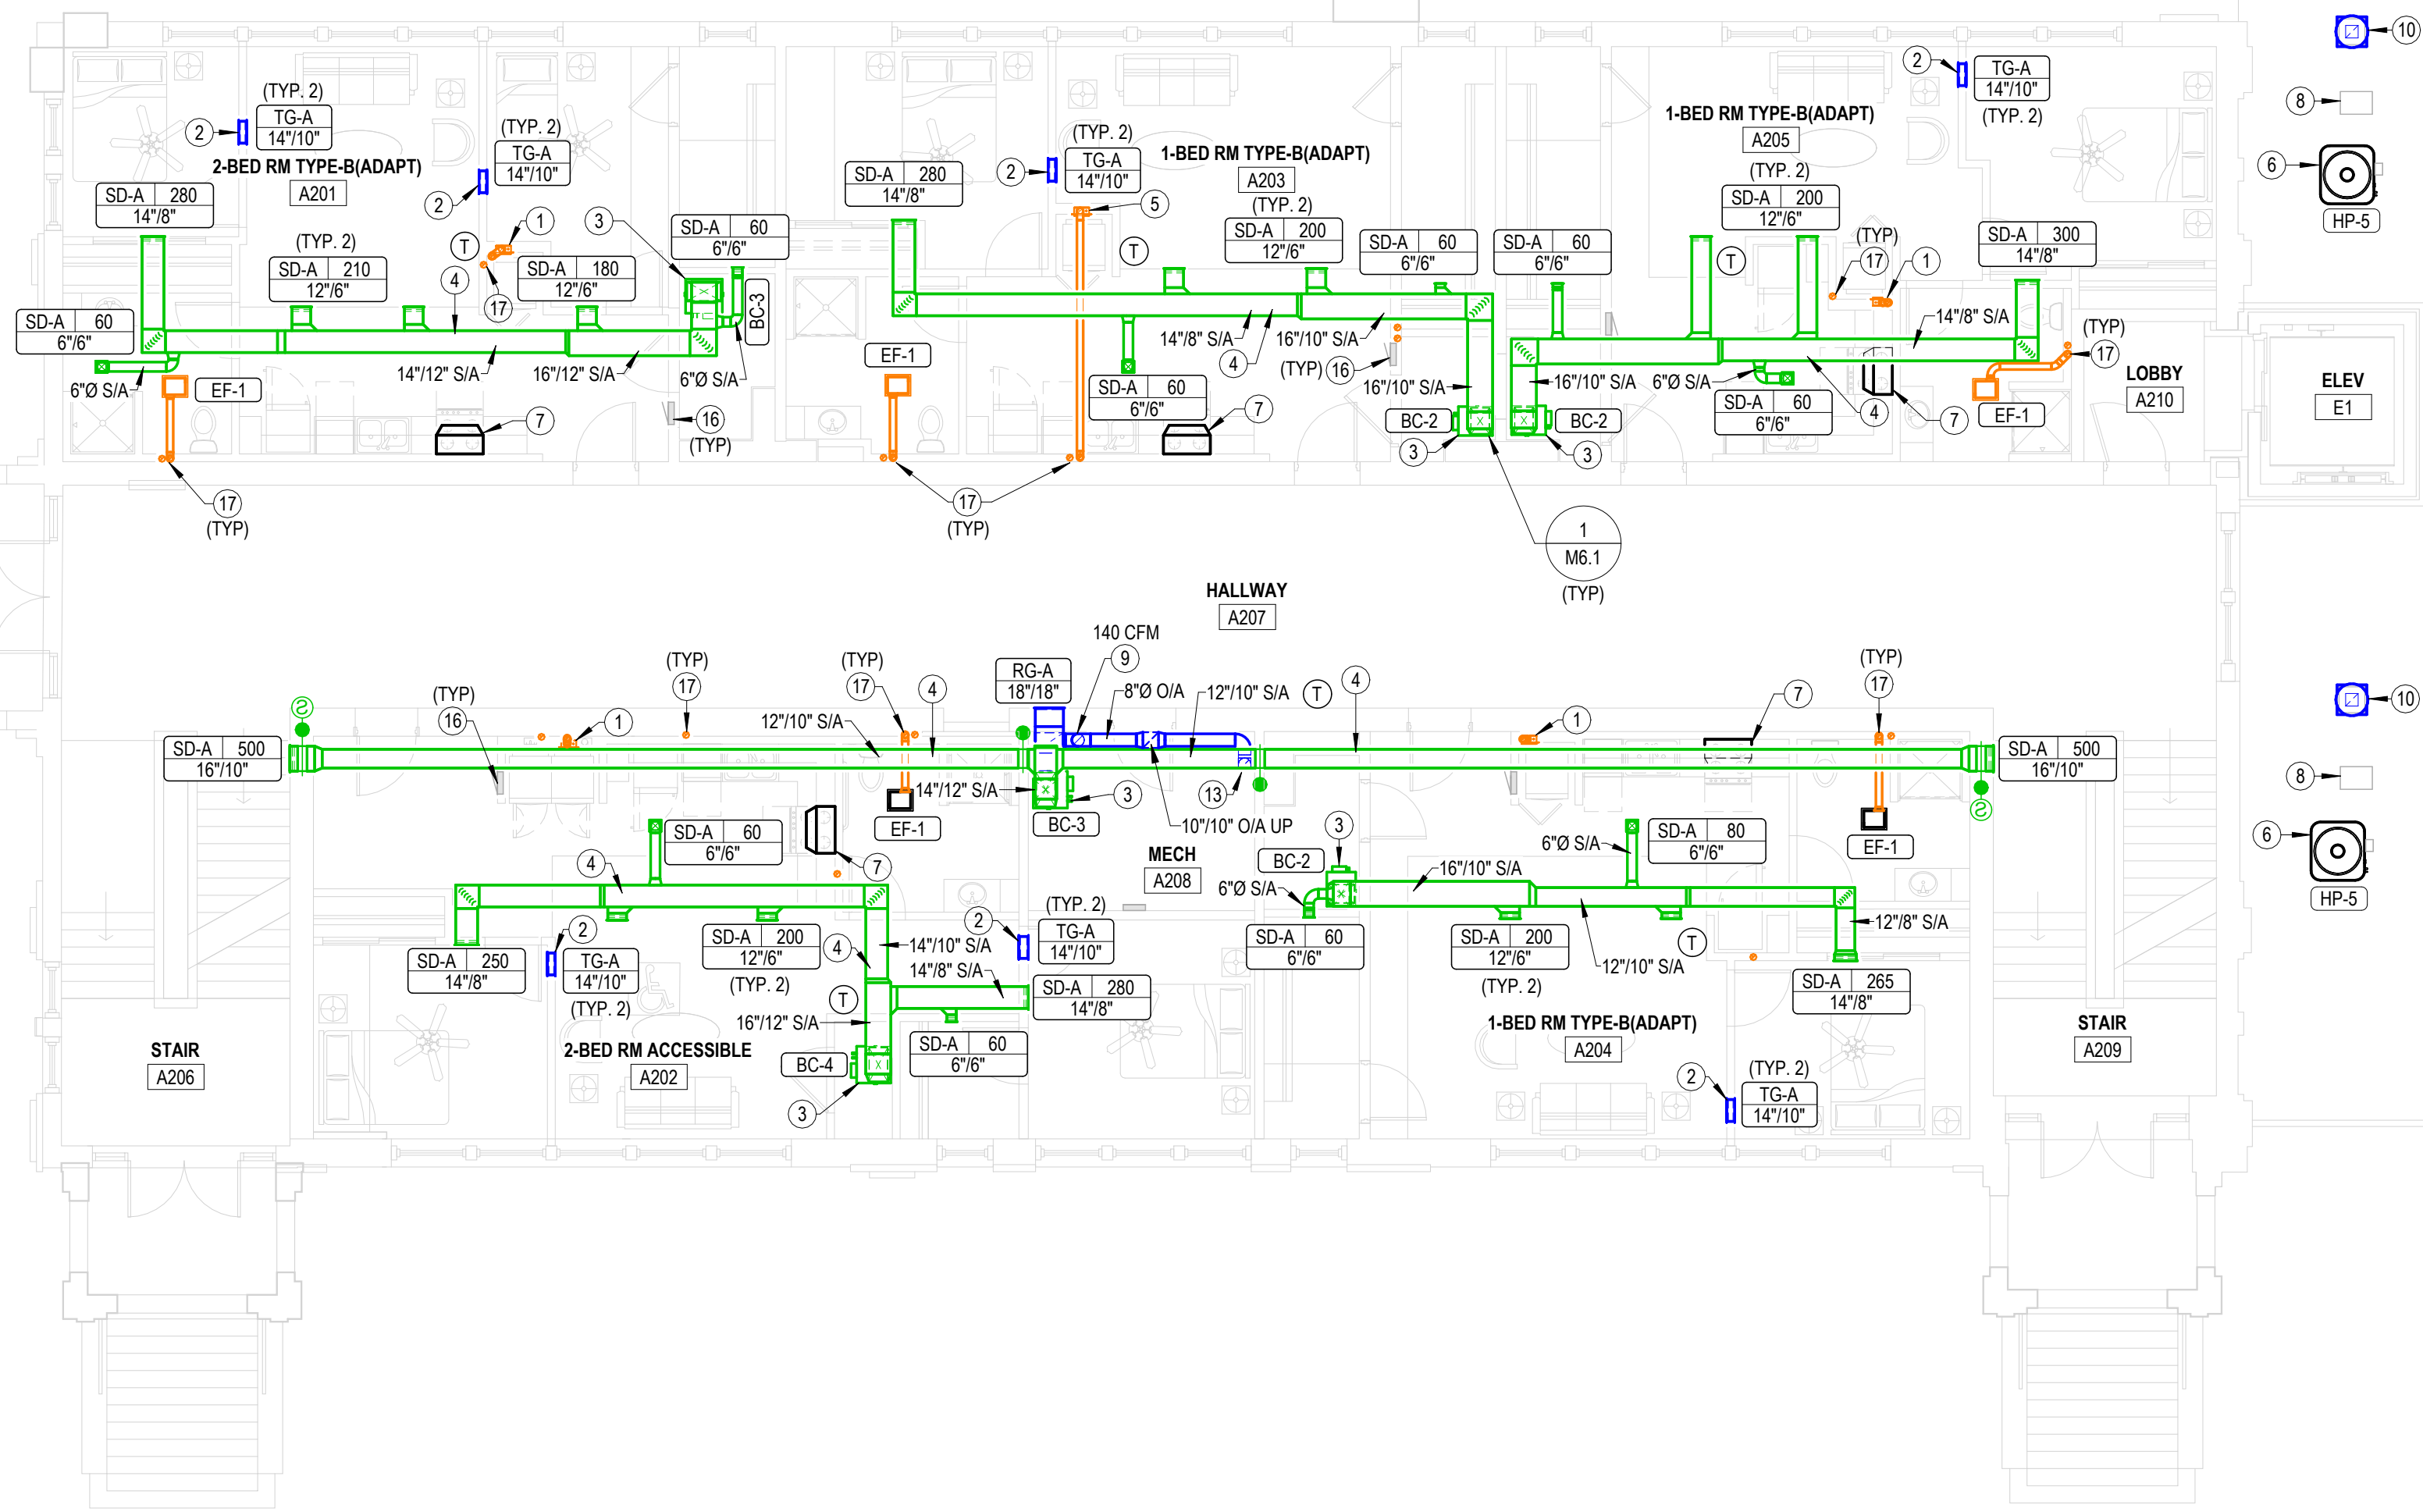 10
2
TG-A
14"/10"
(TYP. 2)
8
(TYP. 2)
TG-A
14"/10"
2
2-BED RM TYPE-B(ADAPT)
A201
(TYP. 2)
TG-A
14"/10"
2
(TYP. 2)
TG-A
14"/10"
2
1-BED RM TYPE-B(ADAPT)
A203
1-BED RM TYPE-B(ADAPT)
A205
6
HP-5
SD-A 280
14"/8"
SD-A 280
14"/8"
5
(TYP. 2)
SD-A 200
12"/6"
(TYP. 2)
SD-A 200
12"/6"
1
3
SD-A 60
6"/6"
T
T
T
(TYP)
17
1
SD-A 300
14"/8"
(TYP. 2)
SD-A 210
12"/6"
4
17
SD-A 180
12"/6"
BC-3
SD-A 60
6"/6"
SD-A 60
6"/6"
SD-A 60
6"/6"
6"Ø S/A
EF-1
14"/12" S/A
16"/12" S/A
6"Ø S/A
EF-1
14"/8" S/A
4
16"/10" S/A
(TYP)
16
14"/8" S/A
(TYP)
17
SD-A 60
6"/6"
16"/10" S/A
16"/10" S/A
6"Ø S/A
SD-A 60
6"/6"
4
7
EF-1
LOBBY
A210
ELEV
E1
7
16
(TYP)
7
BC-2
3
BC-2
3
17
(TYP)
17
(TYP)
1
M6.1
(TYP)
HALLWAY
A207
140 CFM
9
RG-A
18"/18"
8"Ø O/A
12"/10" S/A
T
4
(TYP)
16
1
(TYP)
17
(TYP)
17
4
12"/10" S/A
1
7
(TYP)
17
10
S
SD-A 500
16"/10"
SD-A 500
16"/10"
S
14"/12" S/A
3
BC-3
13
10"/10" O/A UP
EF-1
8
SD-A 60
6"/6"
4
7
MECH
A208
3
BC-2
6"Ø S/A
16"/10" S/A
6"Ø S/A
SD-A 80
6"/6"
EF-1
6
HP-5
SD-A 250
14"/8"
2
TG-A
14"/10"
(TYP. 2)
SD-A 200
12"/6"
(TYP. 2)
4
14"/10" S/A
14"/8" S/A
2
(TYP. 2)
TG-A
14"/10"
SD-A 280
14"/8"
SD-A 60
6"/6"
SD-A 200
12"/6"
(TYP. 2)
12"/10" S/A
T
12"/8" S/A
SD-A 265
14"/8"
T
16"/12" S/A
SD-A 60
6"/6"
STAIR
A206
2-BED RM ACCESSIBLE
A202
BC-4
3
1-BED RM TYPE-B(ADAPT)
A204
2
(TYP. 2)
TG-A
14"/10"
STAIR
A209